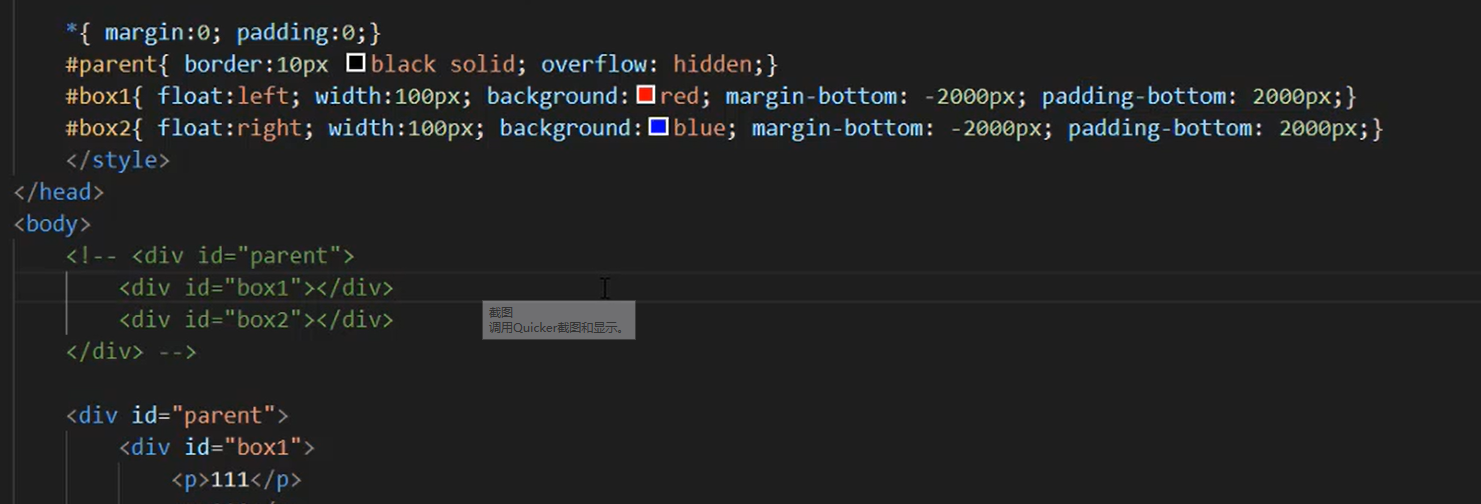 *{ margin:0; padding:0;}
#parent{ border:10px black solid; overflow: hidden;}
#box1{ float:left; width:100px; background:red; margin-bottom: -2000px; padding-bottom: 2000px;}
#box2{ float:right; width:100px; background:blue; margin-bottom: -2000px; padding-bottom: 2000px;}
</style>
</head>
<body>
<!-- <div id="parent">
<div id="box1"></div>
<div id="box2"></div>
截图
调用Quicker截图和显示。
</div> -->
<div id="parent">
<div id="box1">
<p>111</p>